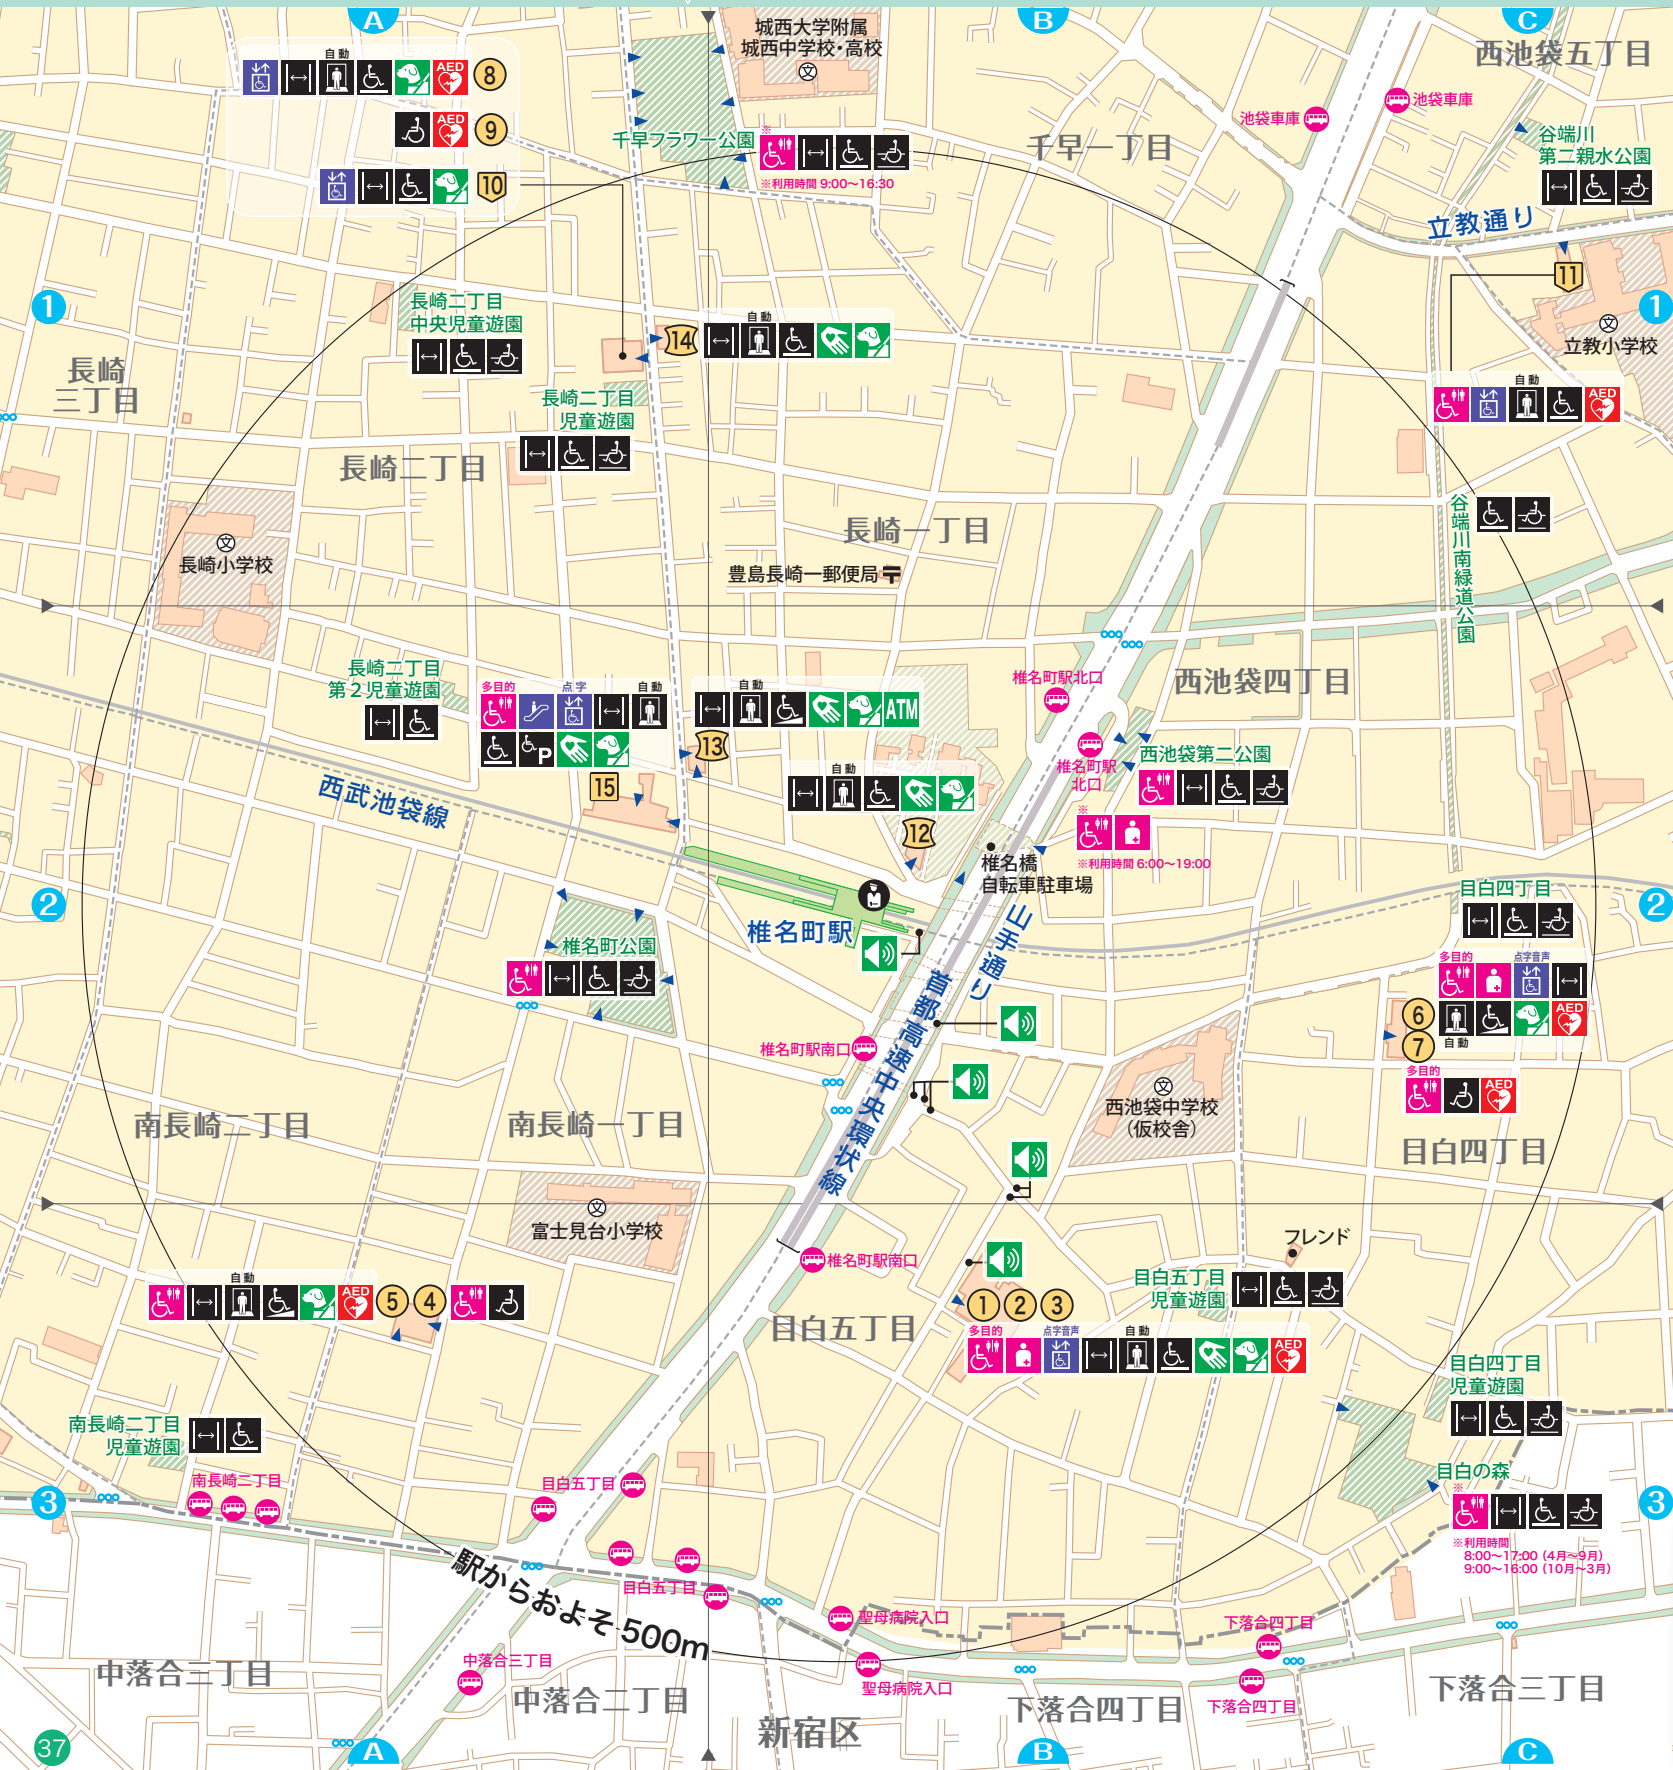 A
B
C
城西大学附属
城西中学校・高校
西池袋五丁目
自動
AED
8
AED
9
10
池袋車庫
池袋車庫
千早フラワー公園
※
※利用時間 9:00〜16:30
千早一丁目
谷端川
第二親水公園
立教通り
11
1
1
長崎二丁目
中央児童遊園
長崎
三丁目
14
自動
立教小学校
長崎二丁目
児童遊園
自動
AED
長崎二丁目
長崎一丁目
谷端川南緑道公園
長崎小学校
豊島長崎一郵便局
長崎二丁目
第2児童遊園
多目的
点字
自動
P
15
自動
ATM
13
椎名町駅北口
西池袋四丁目
椎名町駅
北口
西池袋第二公園
※
※利用時間 6:00〜19:00
自動
12
西武池袋線
椎名橋
自転車駐車場
2
2
椎名町駅
山手通り
目白四丁目
椎名町公園
多目的
点字音声
6
7
自動
AED
多目的
AED
首都高速中央環状線
椎名町駅南口
西池袋中学校
(仮校舎)
南長崎二丁目
南長崎一丁目
目白四丁目
富士見台小学校
フレンド
椎名町駅南口
自動
AED
5
4
目白五丁目
児童遊園
1
2
3
目白五丁目
多目的
点字音声
自動
AED
目白四丁目
児童遊園
南長崎二丁目
児童遊園
南長崎二丁目
目白五丁目
目白の森
※
※利用時間
8:00〜17:00 (4月〜9月)
9:00〜16:00 (10月〜3月)
3
3
駅からおよそ500m
目白五丁目
聖母病院入口
下落合四丁目
中落合三丁目
中落合三丁目
中落合二丁目
聖母病院入口
下落合四丁目
下落合四丁目
下落合三丁目
新宿区
37
A
B
C